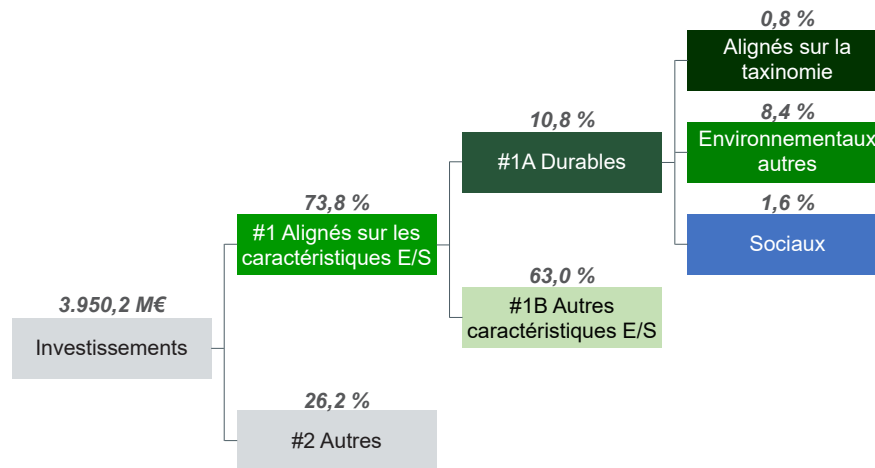 0,8 %
Alignés sur la
taxinomie
10,8 %
#1A Durables
8,4 %
Environnementaux
autres
73,8 %
#1 Alignés sur les
caractéristiques E/S
1,6 %
Sociaux
63,0 %
#1B Autres
caractéristiques E/S
3.950,2 M€
Investissements
26,2 %
#2 Autres